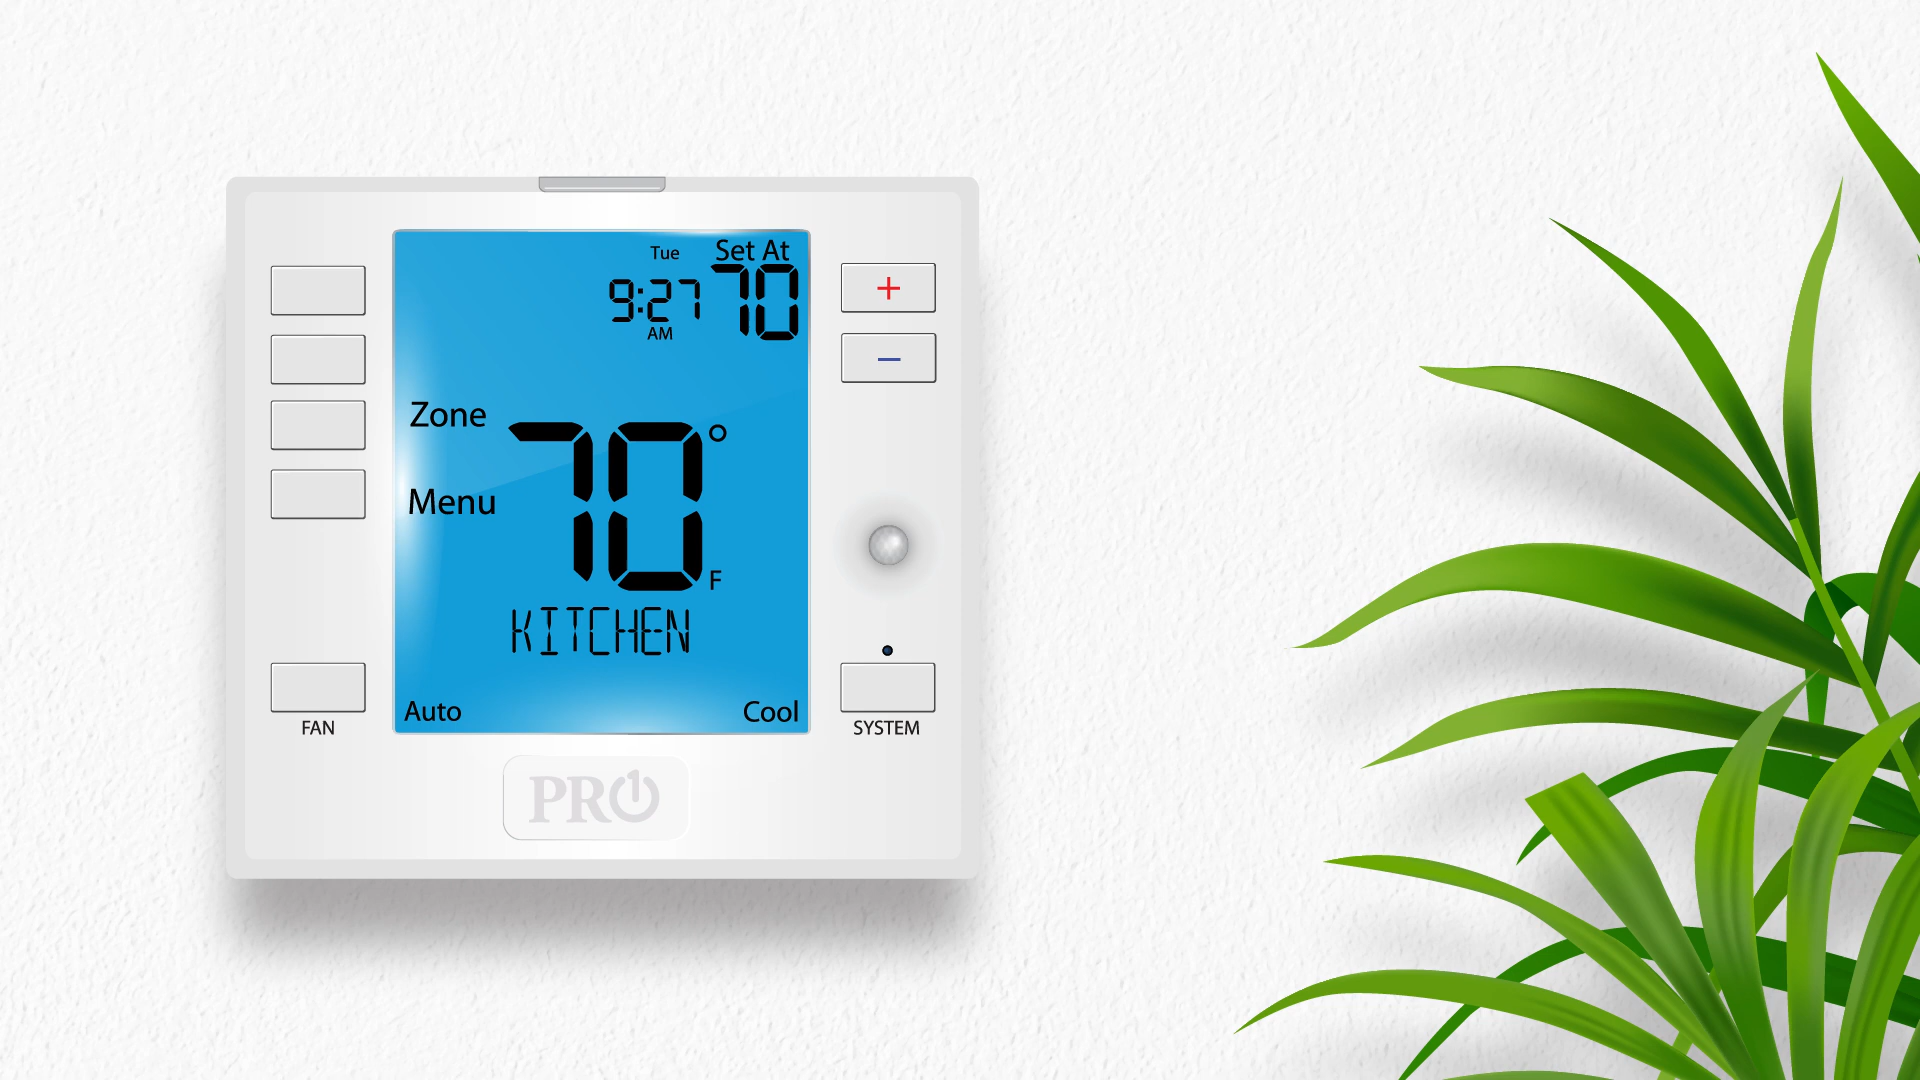 Tue Set At
9:27 70
AM
Zone
70° F
Menu
KITCHEN
Auto Cool
FAN SYSTEM
+
−
PRO